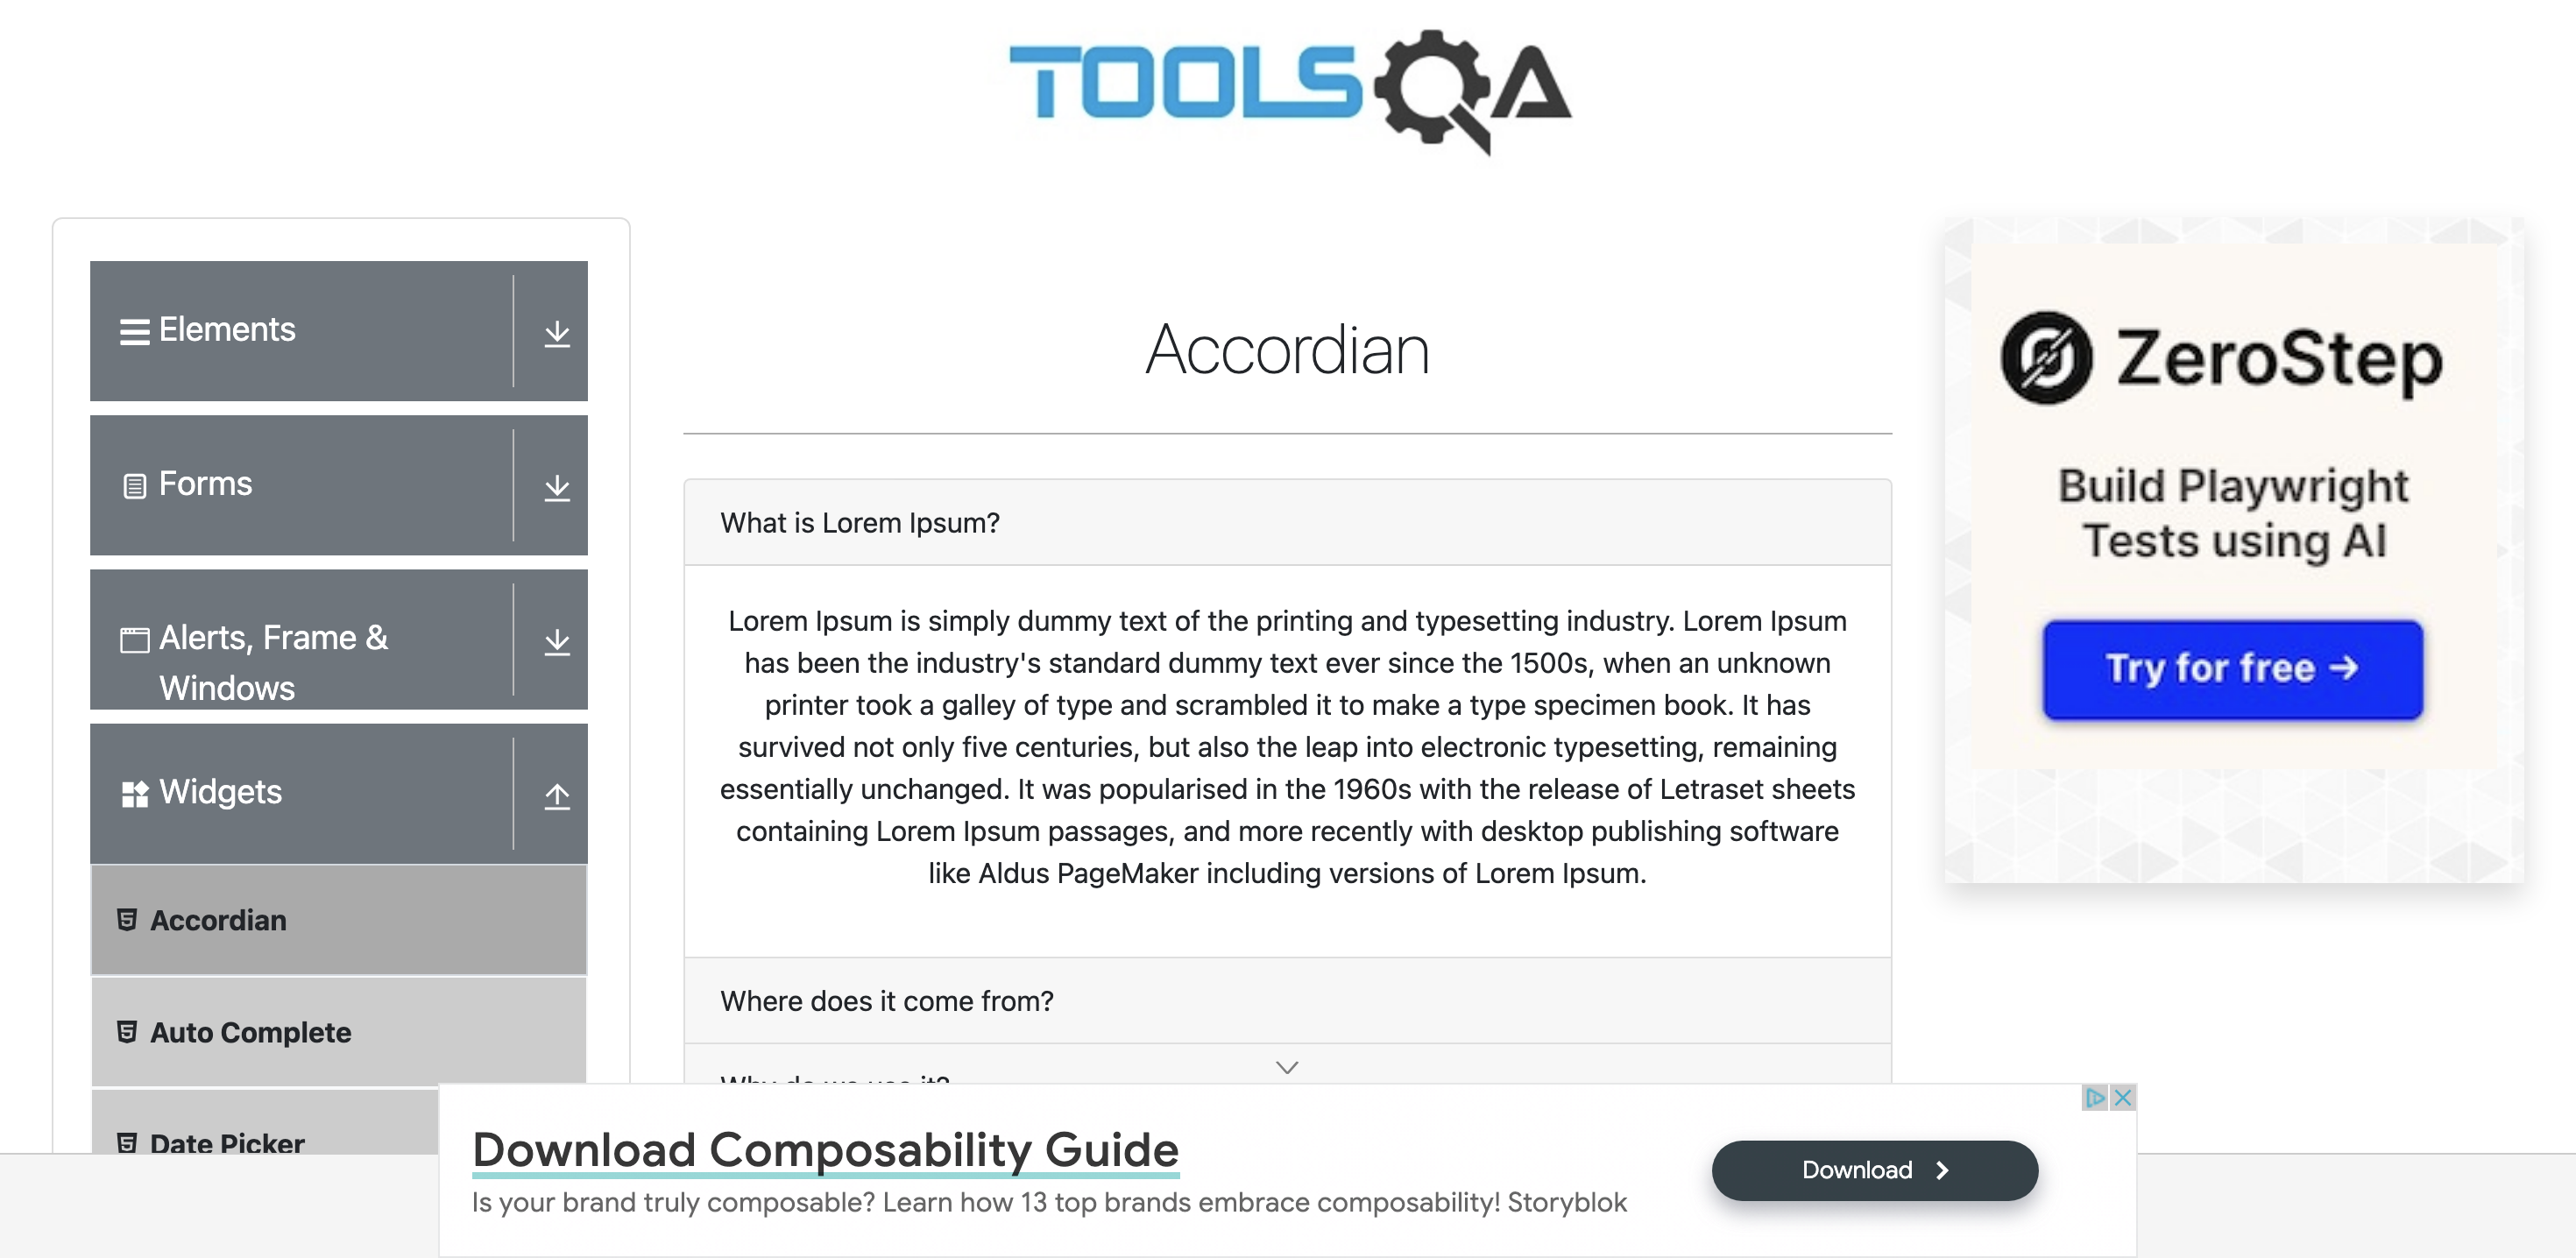 TOOLSQA
Elements
Forms
Alerts, Frame &
Windows
Widgets
Accordian
Auto Complete
Date Picker
Accordian
What is Lorem Ipsum?
Lorem Ipsum is simply dummy text of the printing and typesetting industry. Lorem Ipsum
has been the industry's standard dummy text ever since the 1500s, when an unknown
printer took a galley of type and scrambled it to make a type specimen book. It has
survived not only five centuries, but also the leap into electronic typesetting, remaining
essentially unchanged. It was popularised in the 1960s with the release of Letraset sheets
containing Lorem Ipsum passages, and more recently with desktop publishing software
like Aldus PageMaker including versions of Lorem Ipsum.
Where does it come from?
Why do we use it?
ZeroStep
Build Playwright
Tests using AI
Try for free →
Download Composability Guide
Is your brand truly composable? Learn how 13 top brands embrace composability! Storyblok
Download